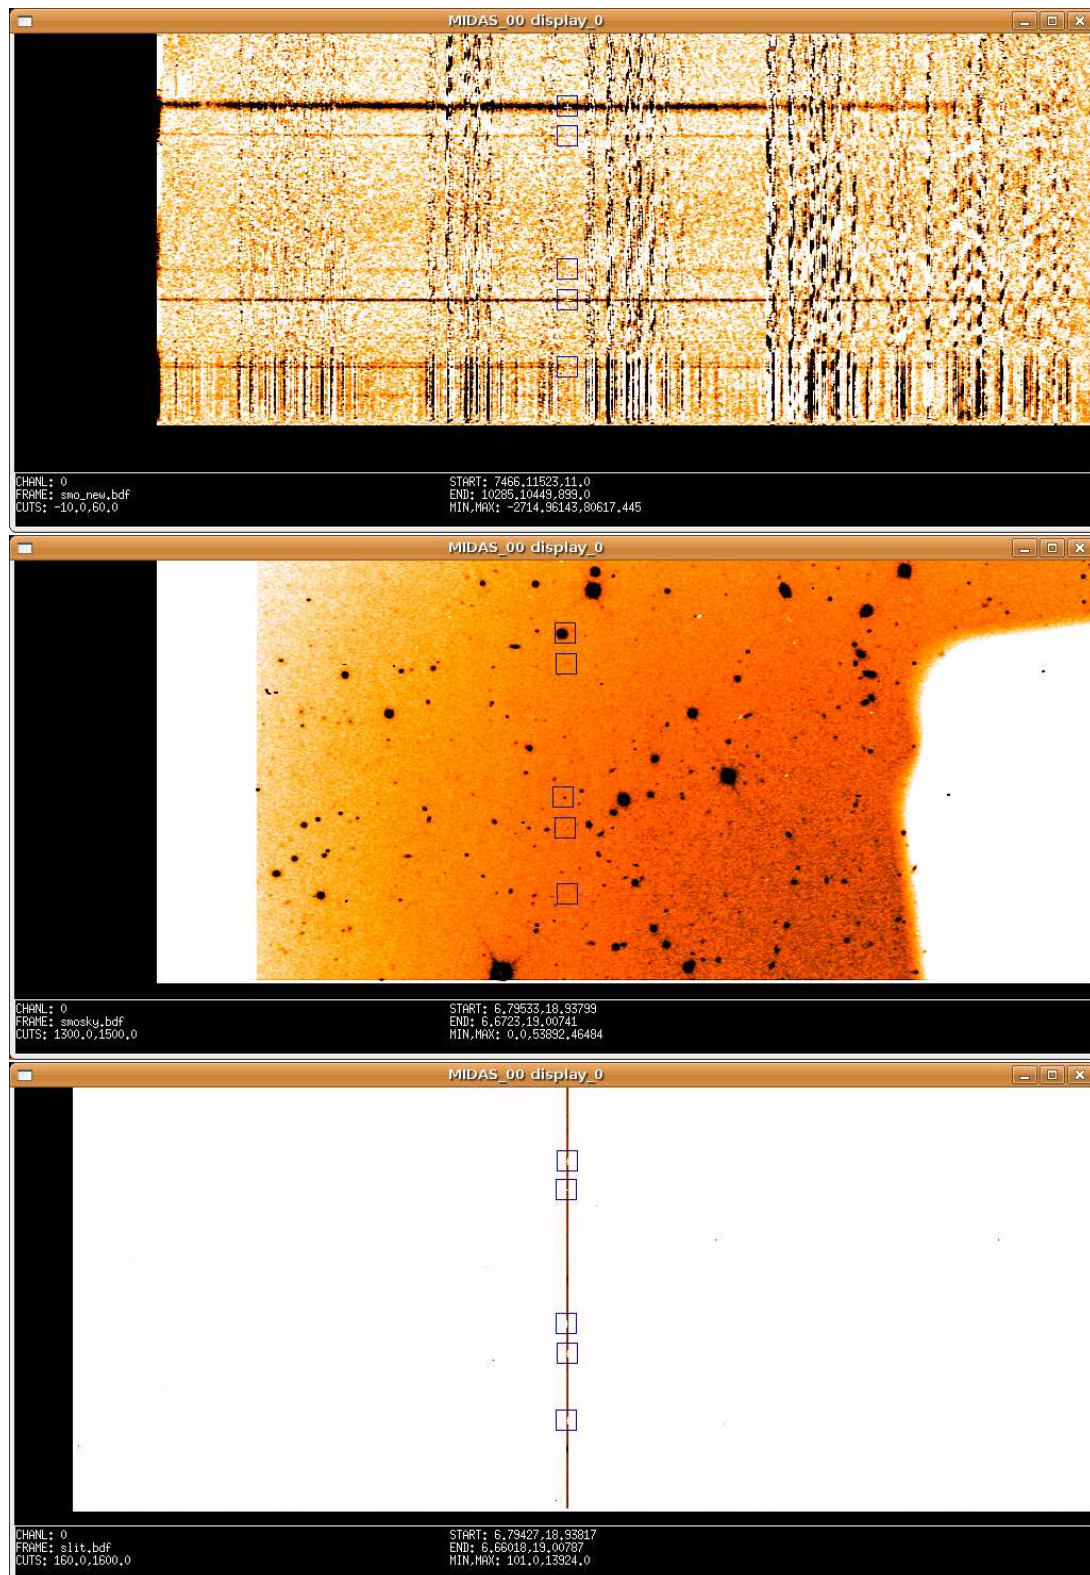 MIDAS_00 display_0
CHANL: 0
START: 7466.11523,11.0
FRAME: smo_new.bdf
END: 10285.10449,899.0
CUTS: -10.0,60.0
MIN,MAX: -2714.96143,80617.445
MIDAS_00 display_0
CHANL: 0
START: 6.79533,18.93799
FRAME: smosky.bdf
END: 6.6723,19.00741
CUTS: 1300.0,1500.0
MIN,MAX: 0.0,53892.46484
MIDAS_00 display_0
CHANL: 0
START: 6.79427,18.93817
FRAME: slit.bdf
END: 6.66018,19.00787
CUTS: 160.0,1600.0
MIN,MAX: 101.0,13924.0